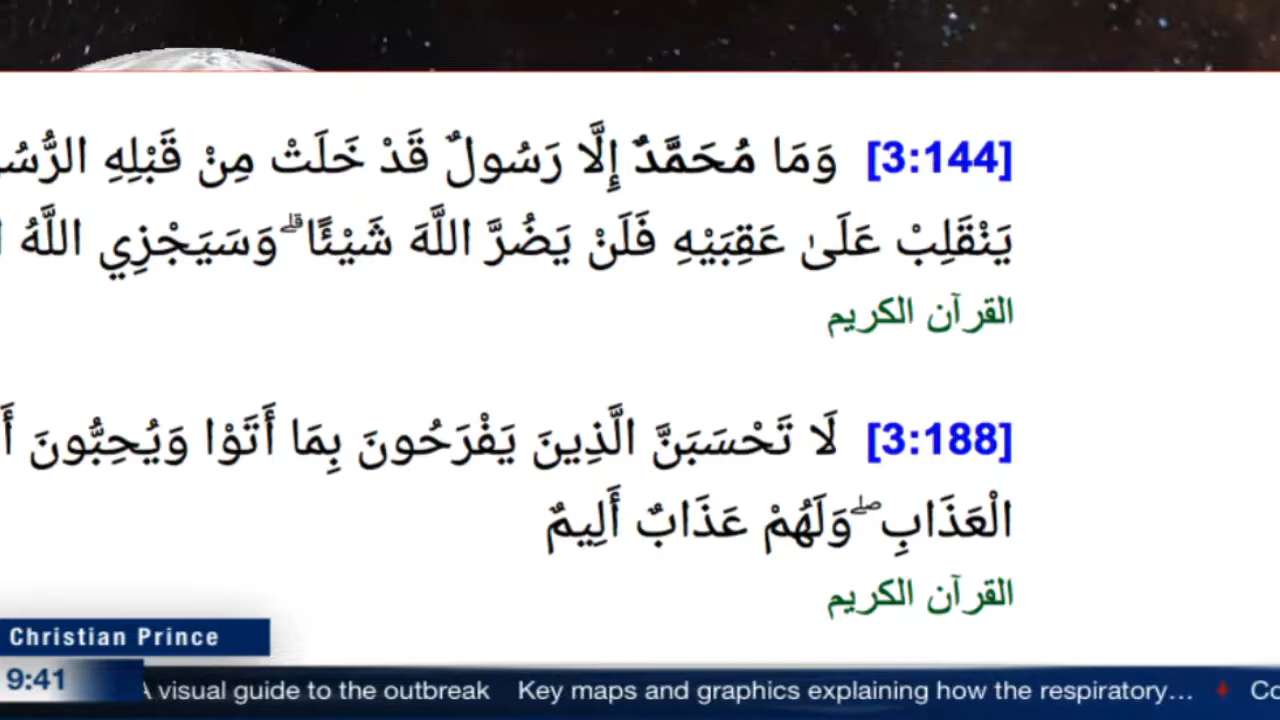 [3:144] وَمَا مُحَمَّدٌ إِلَّا رَسُولٌ قَدْ خَلَتْ مِنْ قَبْلِهِ
يَنْقَلِبْ عَلَىٰ عَقِبَيْهِ فَلَنْ يَضُرَّ اللَّهَ شَيْئًا ۗ وَسَيَجْزِي اللَّهُ
القرآن الكريم
[3:188] لَا تَحْسَبَنَّ الَّذِينَ يَفْرَحُونَ بِمَا أَتَوْا وَيُحِبُّونَ
الْعَذَابِ ۖ وَلَهُمْ عَذَابٌ أَلِيمٌ
القرآن الكريم
Christian Prince
9:41
A visual guide to the outbreak Key maps and graphics explaining how the respiratory...